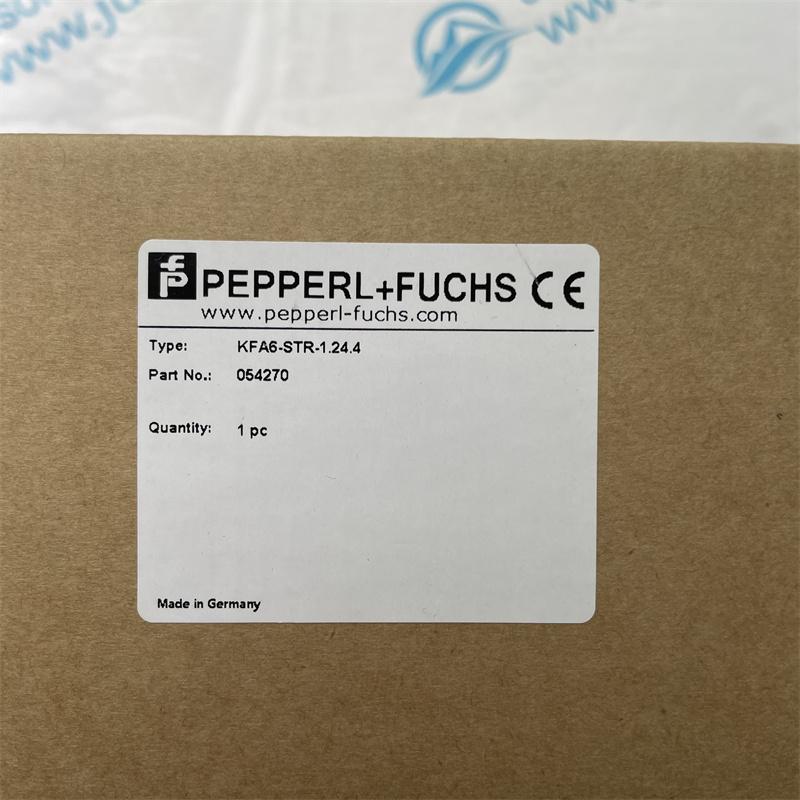 PEPPERL+FUCHS CE
www.pepperl-fuchs.com
Type: KFA6-STR-1.24.4
Part No.: 054270
Quantity: 1 pc
Made in Germany